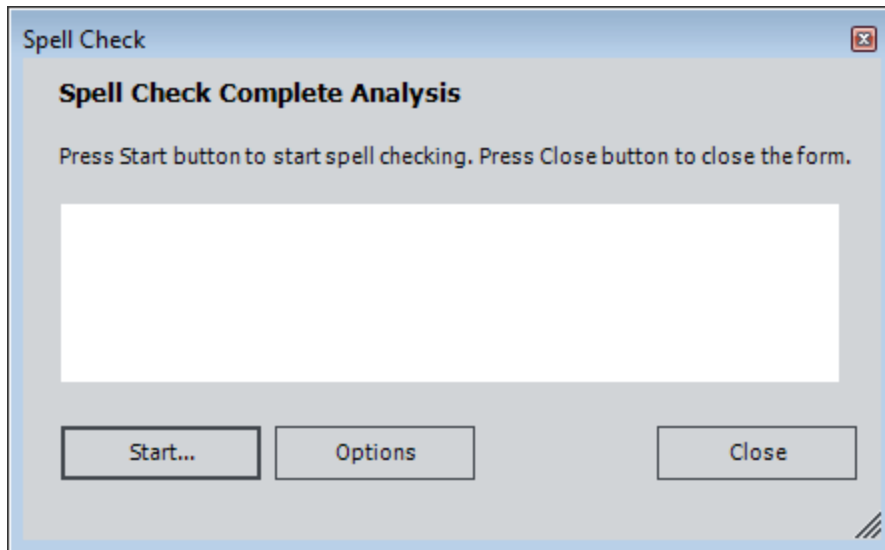 Spell Check
Spell Check Complete Analysis
Press Start button to start spell checking. Press Close button to close the form.
Start...
Options
Close